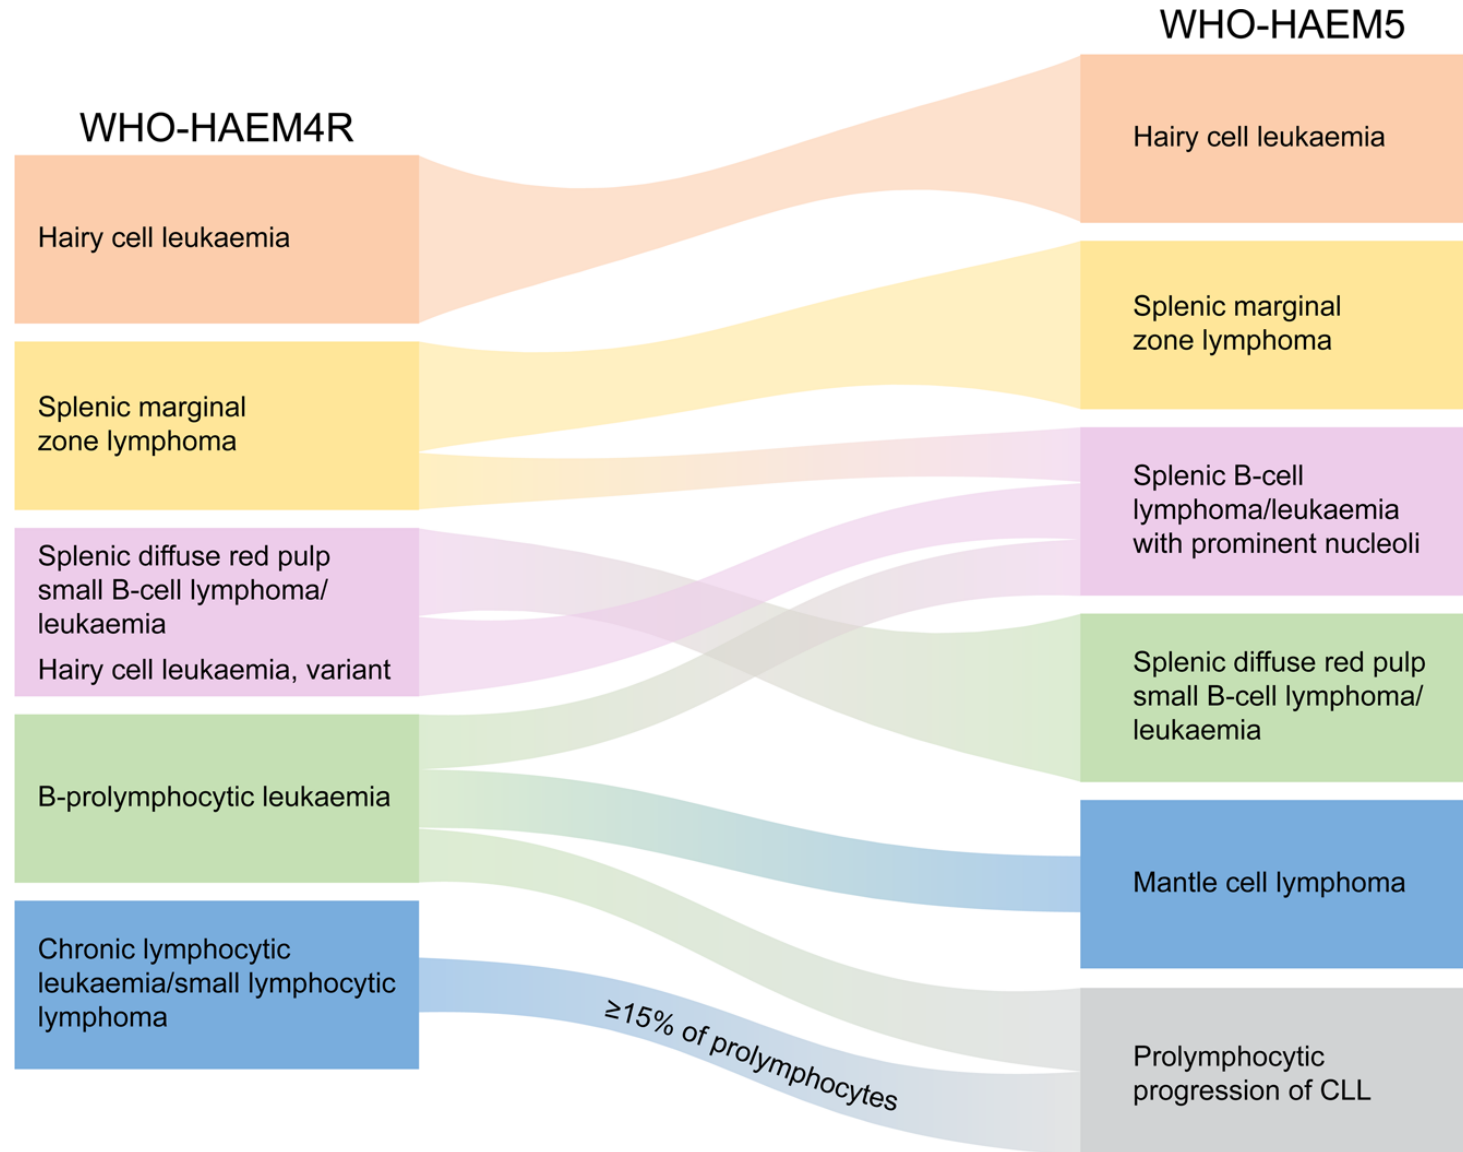 WHO-HAEM4R
Hairy cell leukaemia
Splenic marginal
zone lymphoma
Splenic diffuse red pulp
small B-cell lymphoma/
leukaemia
Hairy cell leukaemia, variant
B-prolymphocytic leukaemia
Chronic lymphocytic
leukaemia/small lymphocytic
lymphoma
≥15% of prolymphocytes
WHO-HAEM5
Hairy cell leukaemia
Splenic marginal
zone lymphoma
Splenic B-cell
lymphoma/leukaemia
with prominent nucleoli
Splenic diffuse red pulp
small B-cell lymphoma/
leukaemia
Mantle cell lymphoma
Prolymphocytic
progression of CLL